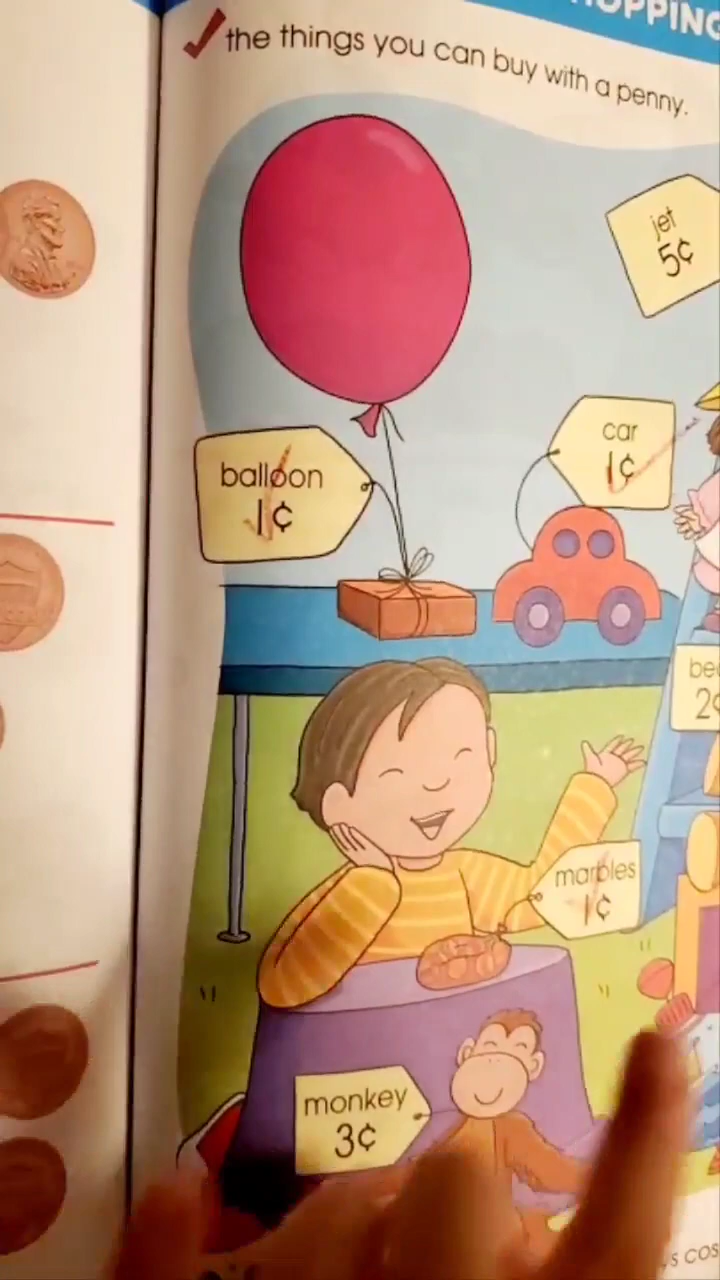 the things you can buy with a penny.
jet
5¢
car
1¢
balloon
1¢
marbles
1¢
monkey
3¢